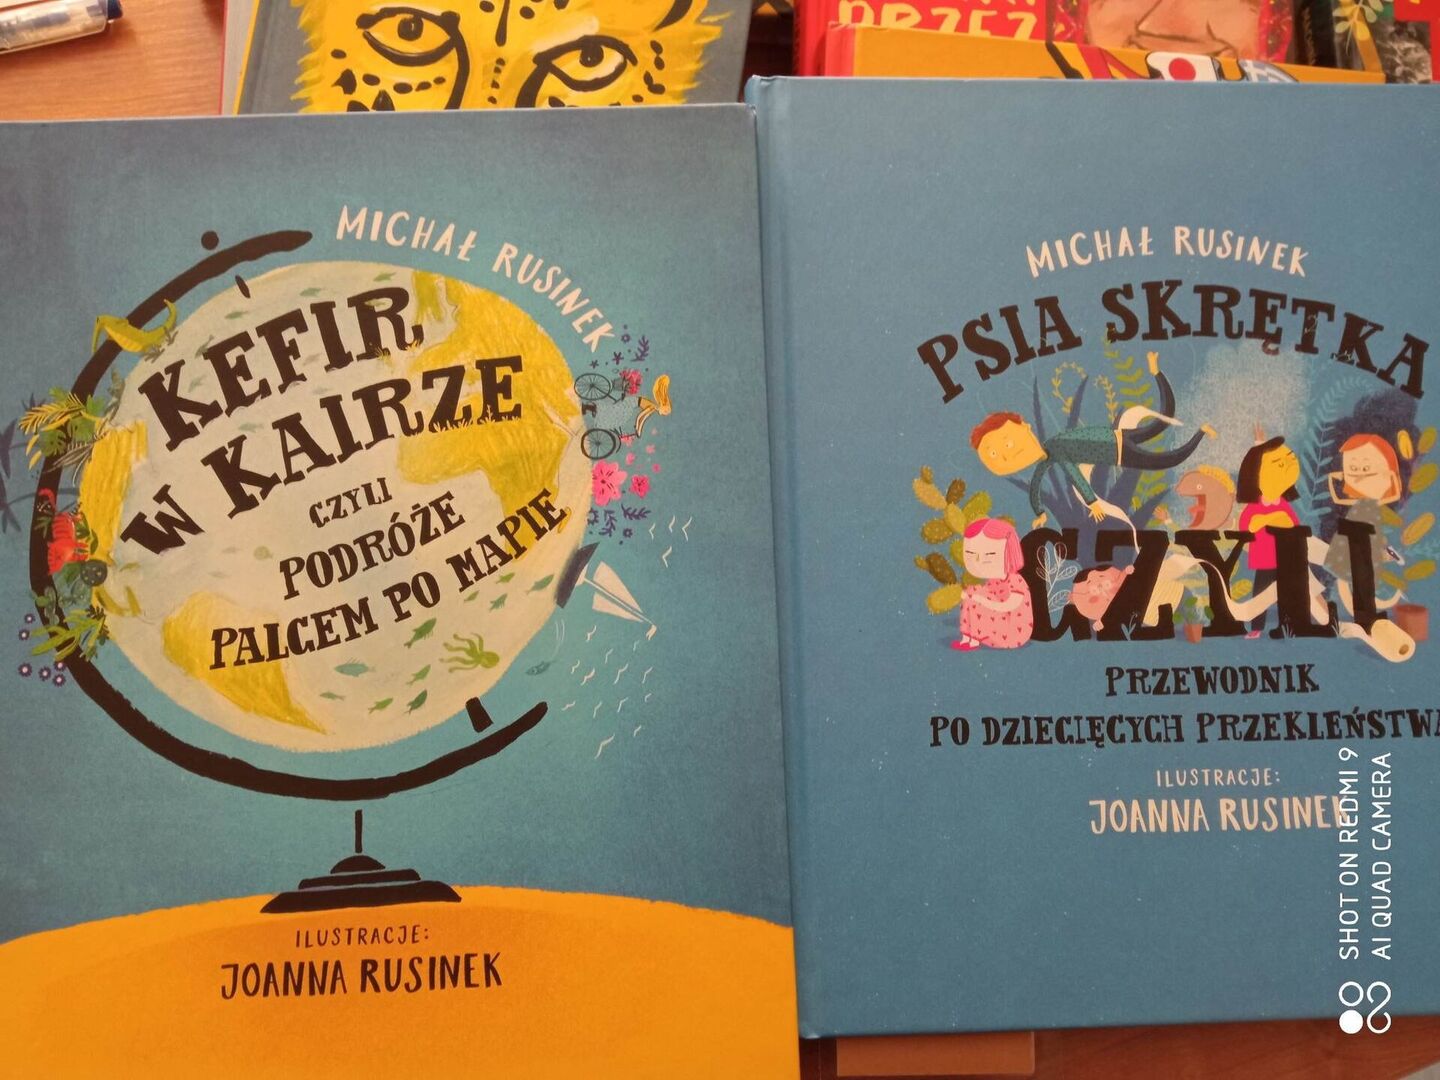 PRZEZ
MICHAŁ RUSINEK
KEFIR
W KAIRZE
CZYLI
PODRÓŻE
PALCEM PO MAPIE
ILUSTRACJE:
JOANNA RUSINEK
MICHAŁ RUSINEK
PSIA SKRĘTKA
CZYLI
PRZEWODNIK
PO DZIECIĘCYCH PRZEKLEŃSTWA
ILUSTRACJE:
JOANNA RUSINEK
SHOT ON REDMI 9
AI QUAD CAMERA